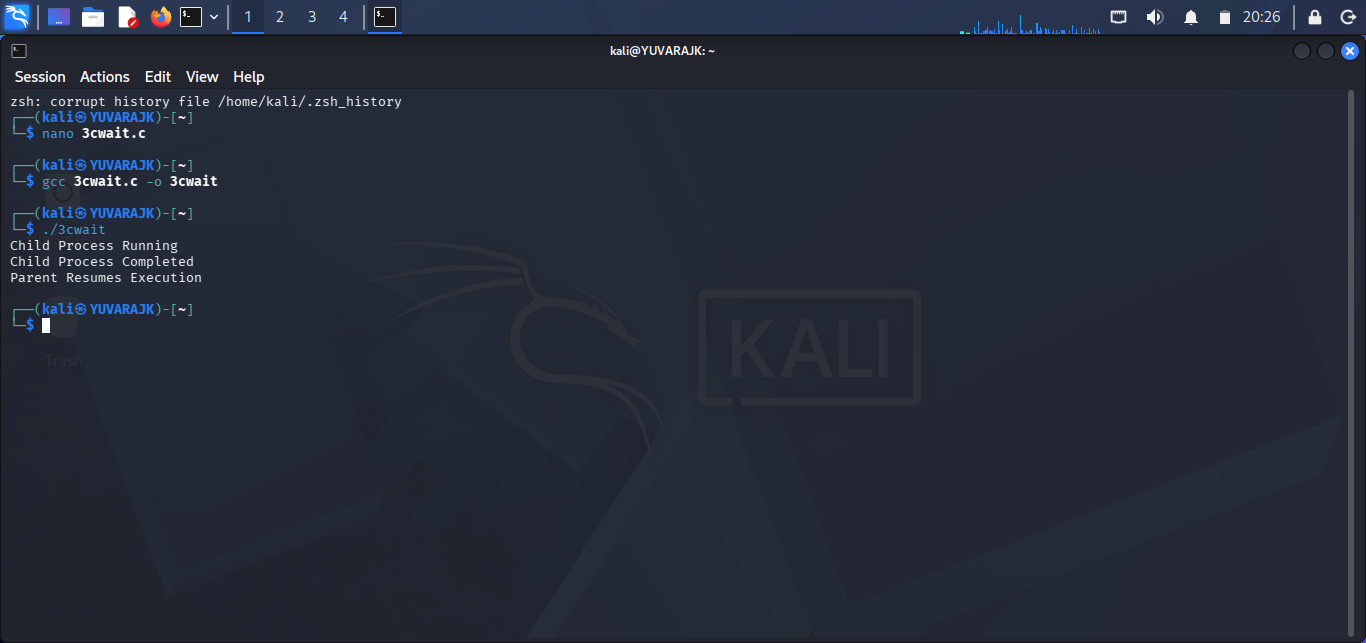 1 2 3 4 20:26
kali@YUVARAJK: ~
Session Actions Edit View Help
zsh: corrupt history file /home/kali/.zsh_history
┌──(kali㉿YUVARAJK)-[~]
└─$ nano 3cwait.c
┌──(kali㉿YUVARAJK)-[~]
└─$ gcc 3cwait.c -o 3cwait
┌──(kali㉿YUVARAJK)-[~]
└─$ ./3cwait
Child Process Running
Child Process Completed
Parent Resumes Execution
┌──(kali㉿YUVARAJK)-[~]
└─$
Trash
KALI